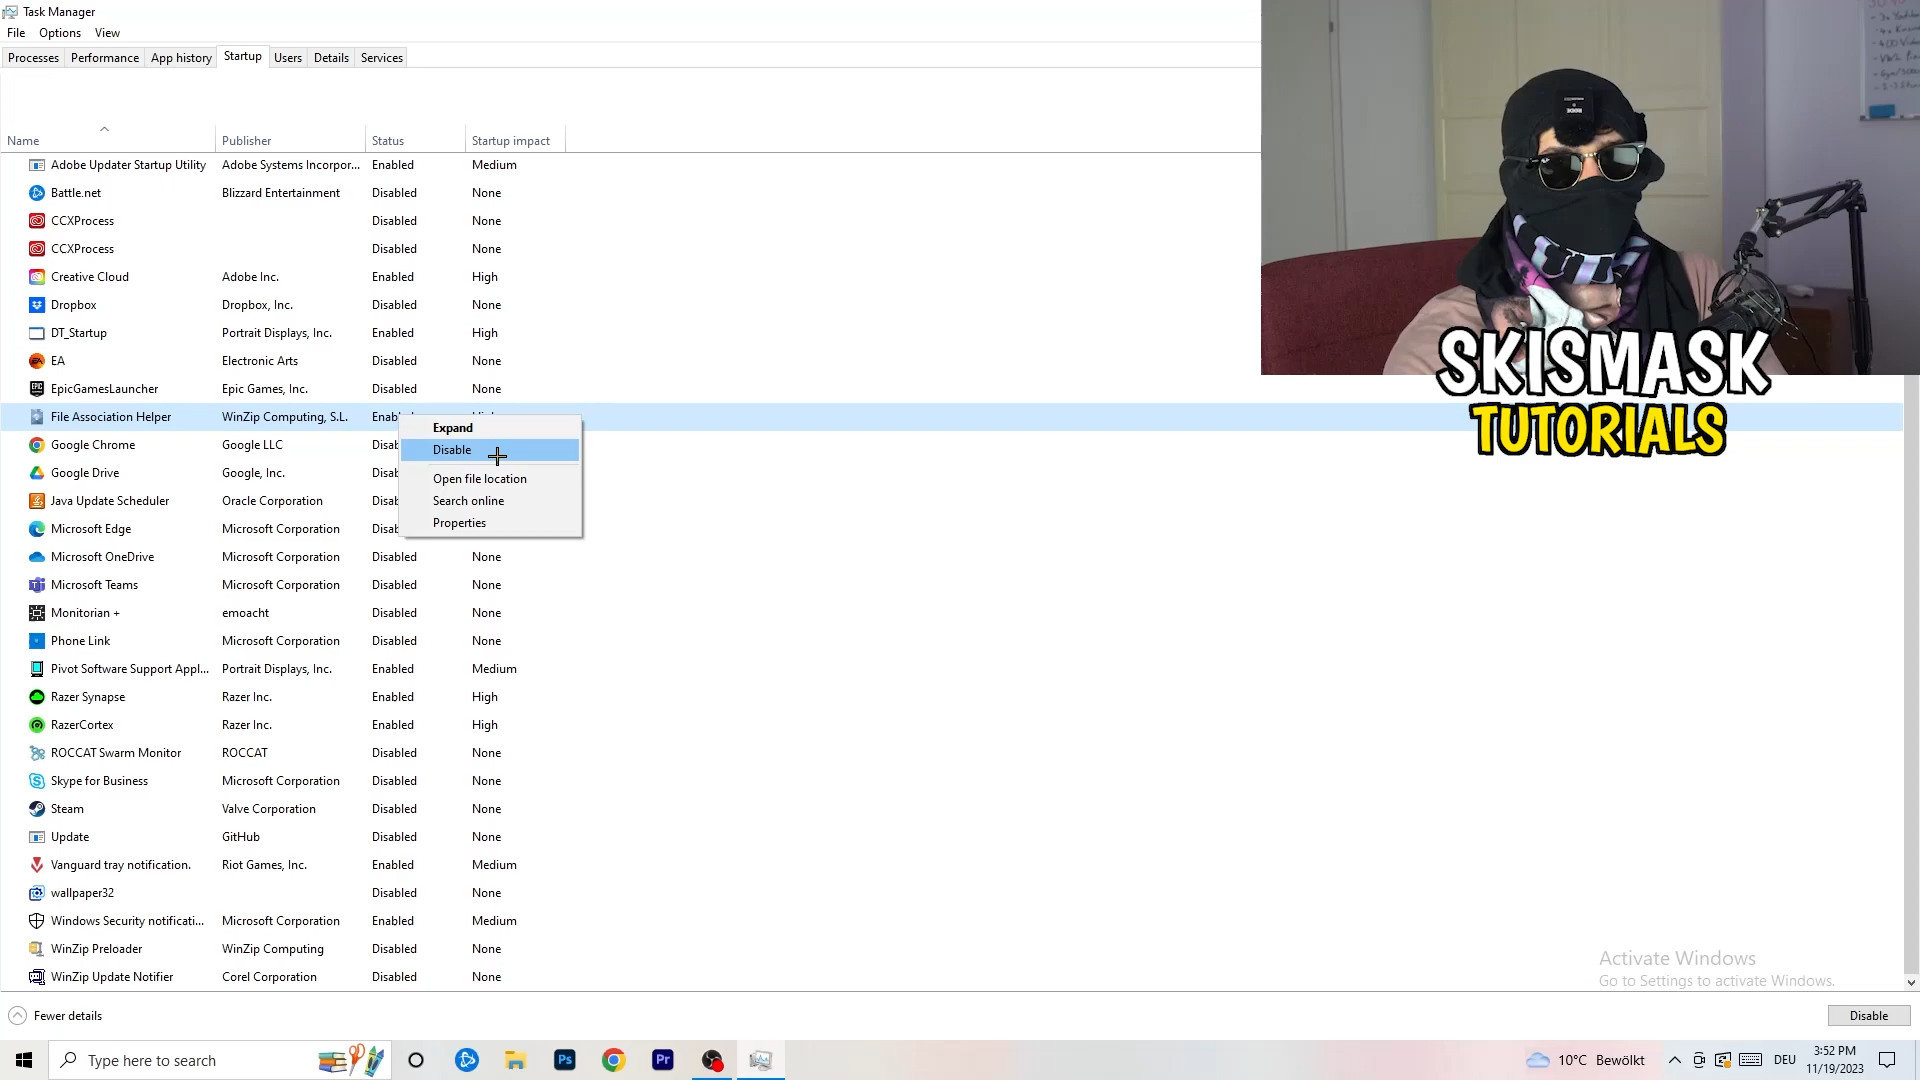 Task Manager
File Options View
Processes Performance App history Startup Users Details Services
Name Publisher Status Startup impact
Adobe Updater Startup Utility Adobe Systems Incorpor... Enabled Medium
Battle.net Blizzard Entertainment Disabled None
CCXProcess Disabled None
CCXProcess Disabled None
Creative Cloud Adobe Inc. Enabled High
Dropbox Dropbox, Inc. Disabled None
DT_Startup Portrait Displays, Inc. Enabled High
EA Electronic Arts Disabled None
EpicGamesLauncher Epic Games, Inc. Disabled None
File Association Helper WinZip Computing, S.L.
Google Chrome Google LLC
Google Drive Google, Inc.
Java Update Scheduler Oracle Corporation
Microsoft Edge Microsoft Corporation
Expand
Disable
Open file location
Search online
Properties
Microsoft OneDrive Microsoft Corporation Disabled None
Microsoft Teams Microsoft Corporation Disabled None
Monitorian + emoacht Disabled None
Phone Link Microsoft Corporation Disabled None
Pivot Software Support Appl... Portrait Displays, Inc. Enabled Medium
Razer Synapse Razer Inc. Enabled High
RazerCortex Razer Inc. Enabled High
ROCCAT Swarm Monitor ROCCAT Disabled None
Skype for Business Microsoft Corporation Disabled None
Steam Valve Corporation Disabled None
Update GitHub Disabled None
Vanguard tray notification. Riot Games, Inc. Enabled Medium
wallpaper32 Disabled None
Windows Security notificati... Microsoft Corporation Enabled Medium
WinZip Preloader WinZip Computing Disabled None
WinZip Update Notifier Corel Corporation Disabled None
SKISMASK
TUTORIALS
Activate Windows
Go to Settings to activate Windows.
Fewer details Disable
Type here to search
Ps
Pr
10°C Bewölkt
DEU
3:52 PM
11/19/2023